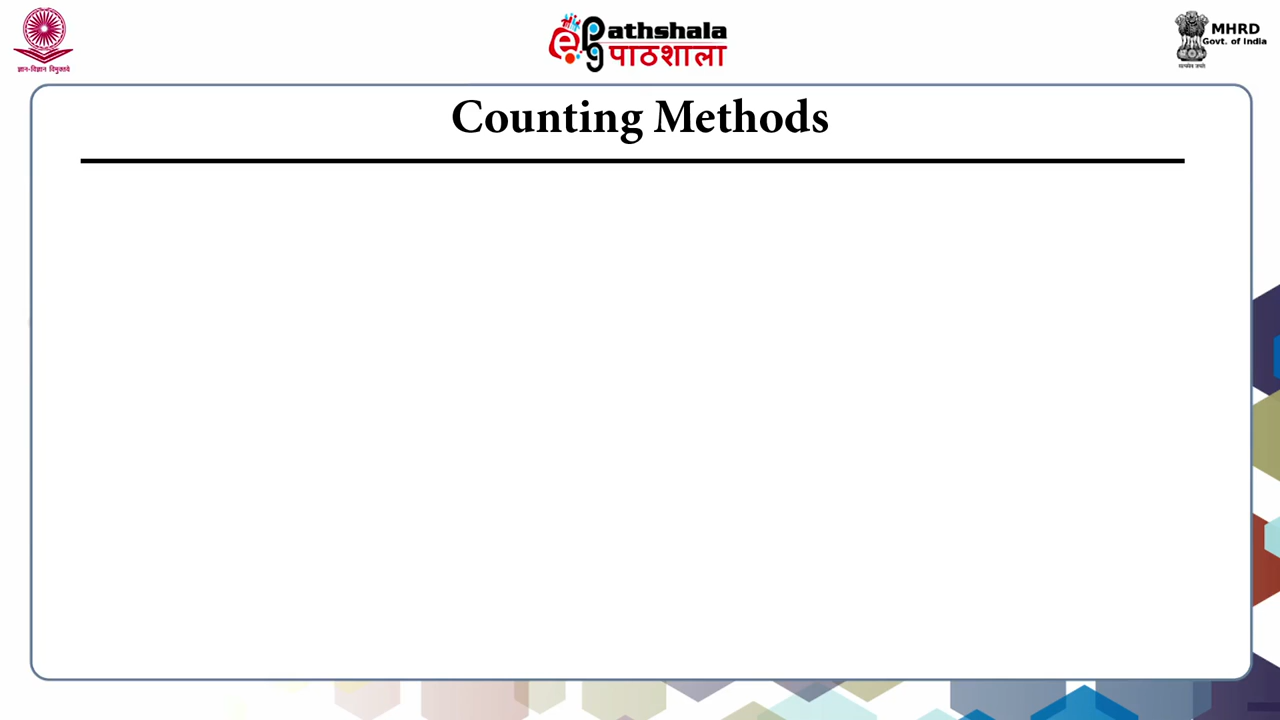 ज्ञान-विज्ञान विमुक्तये
ePathshala
पाठशाला
MHRD
Govt. of India
सत्यमेव जयते
Counting Methods